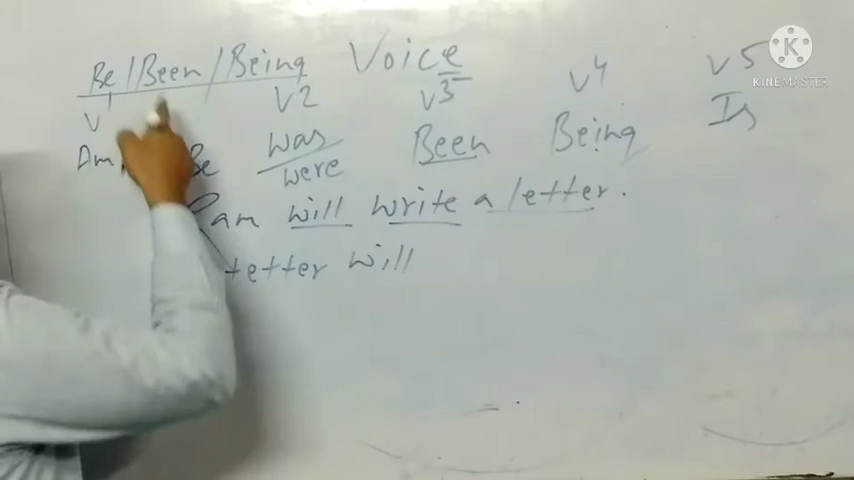 Be/Been/Being Voice
V1 V2 V3 V4 V5
Am Be was Been Being Is
were
Ram will write a letter.
letter will
KINEMASTER